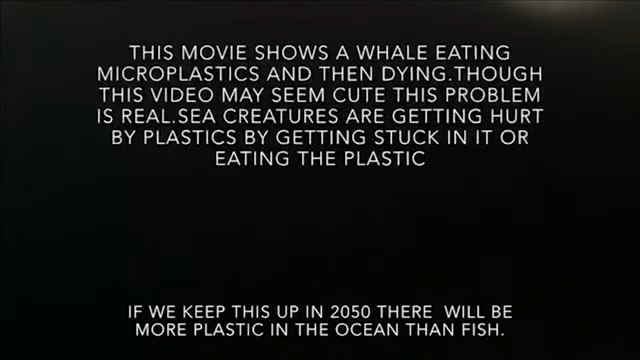 THIS MOVIE SHOWS A WHALE EATING
MICROPLASTICS AND THEN DYING.THOUGH
THIS VIDEO MAY SEEM CUTE THIS PROBLEM
IS REAL.SEA CREATURES ARE GETTING HURT
BY PLASTICS BY GETTING STUCK IN IT OR
EATING THE PLASTIC
IF WE KEEP THIS UP IN 2050 THERE  WILL BE
MORE PLASTIC IN THE OCEAN THAN FISH.